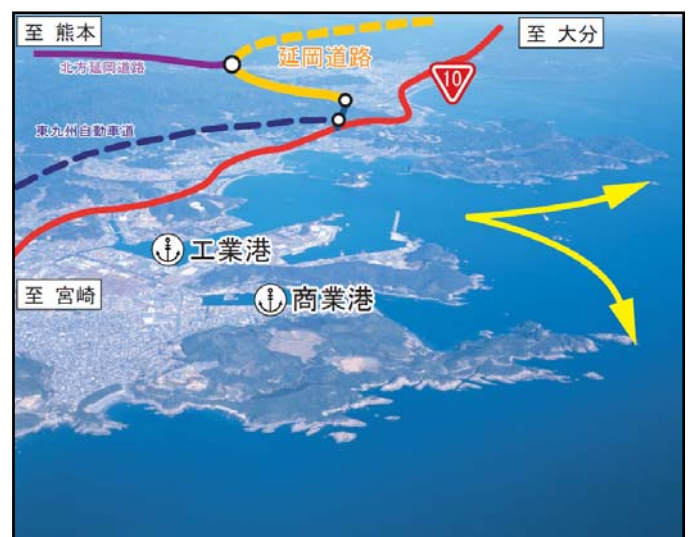 至 熊本
至 大分
延岡道路
北方延岡道路
10
東九州自動車道
工業港
至 宮崎
商業港